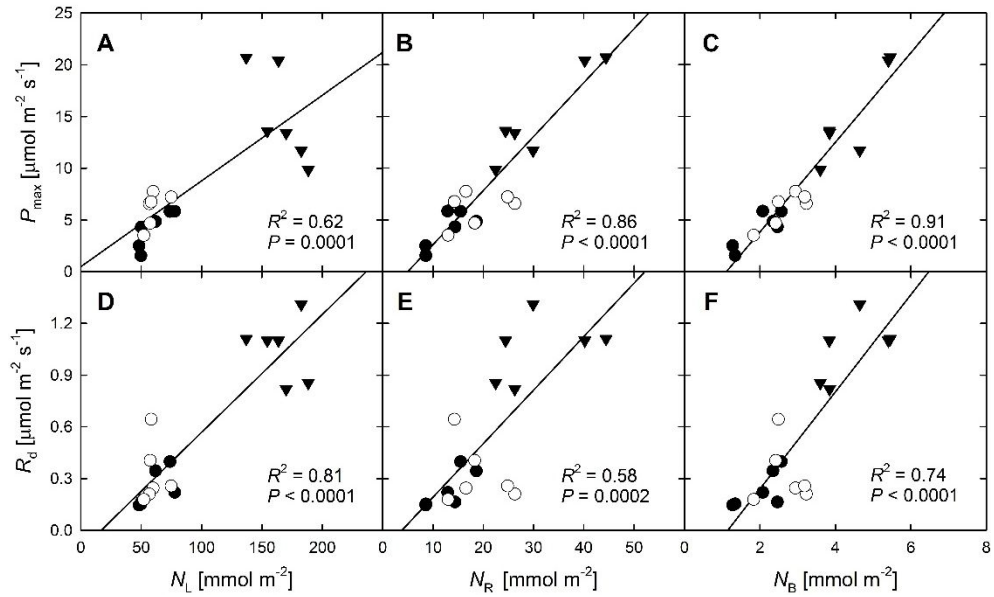 A
B
C
25
20
15
10
5
0
P_max [µmol m⁻² s⁻¹]
R² = 0.62
P = 0.0001
R² = 0.86
P < 0.0001
R² = 0.91
P < 0.0001
D
E
F
1.2
0.9
0.6
0.3
0.0
R_d [µmol m⁻² s⁻¹]
R² = 0.81
P < 0.0001
R² = 0.58
P = 0.0002
R² = 0.74
P < 0.0001
0 50 100 150 200
0 10 20 30 40 50
0 2 4 6 8
N_L [mmol m⁻²]
N_R [mmol m⁻²]
N_B [mmol m⁻²]